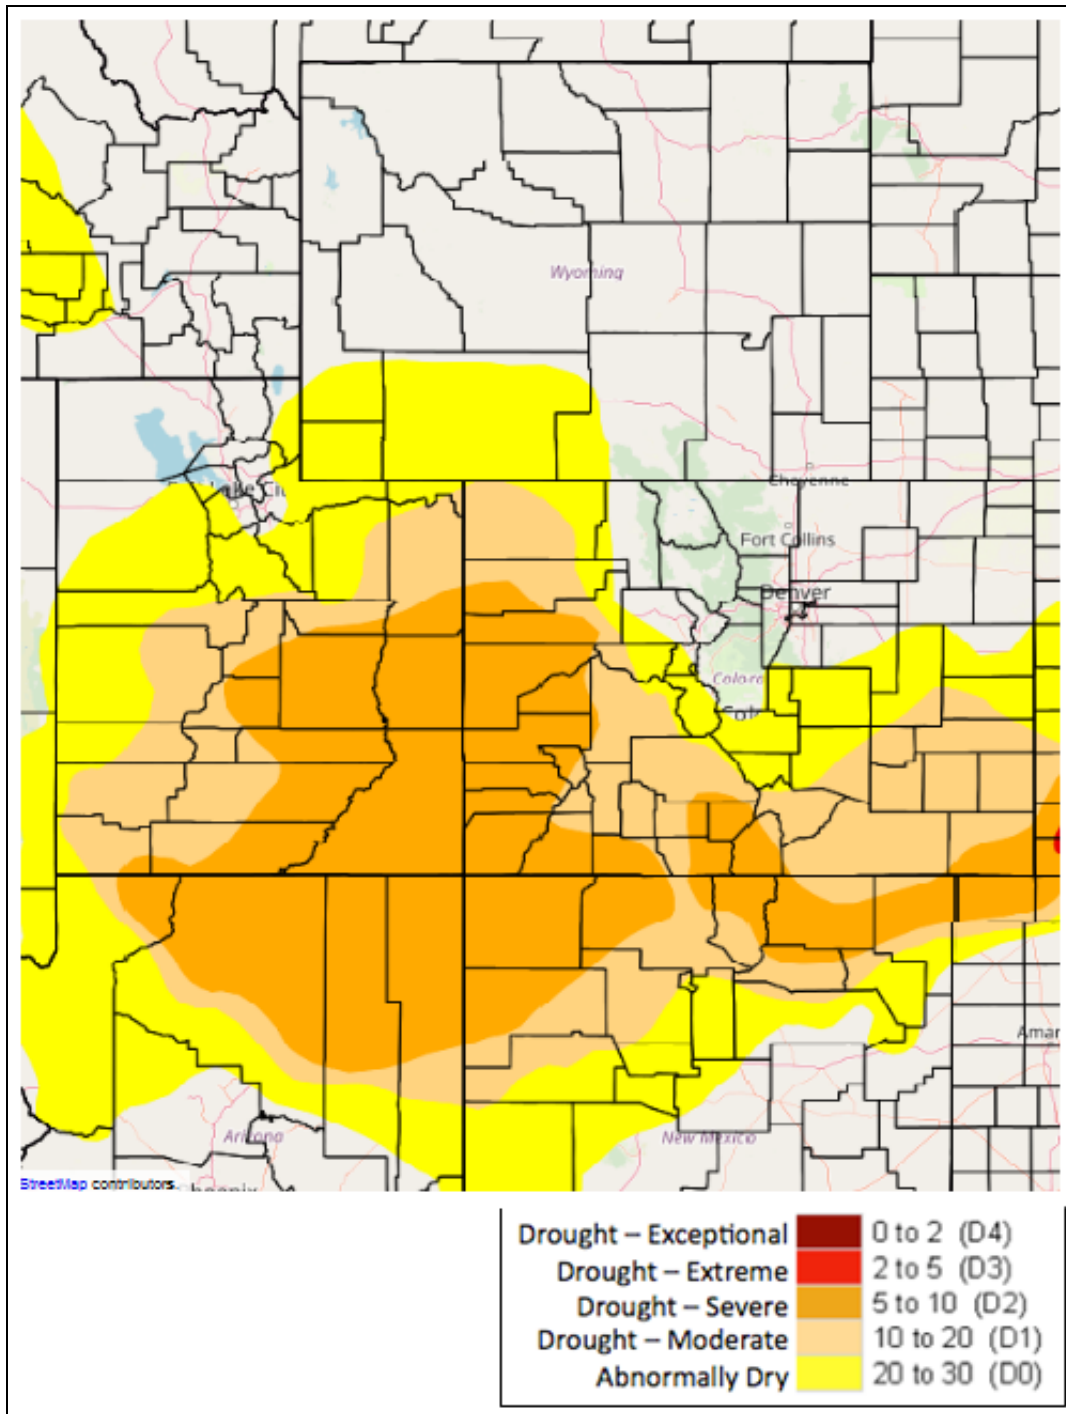 Wyoming
Cheyenne
Fort Collins
Denver
Colora
Amar
Arizona
New Mexico
StreetMap contributors
Drought – Exceptional 0 to 2 (D4)
Drought – Extreme 2 to 5 (D3)
Drought – Severe 5 to 10 (D2)
Drought – Moderate 10 to 20 (D1)
Abnormally Dry 20 to 30 (D0)